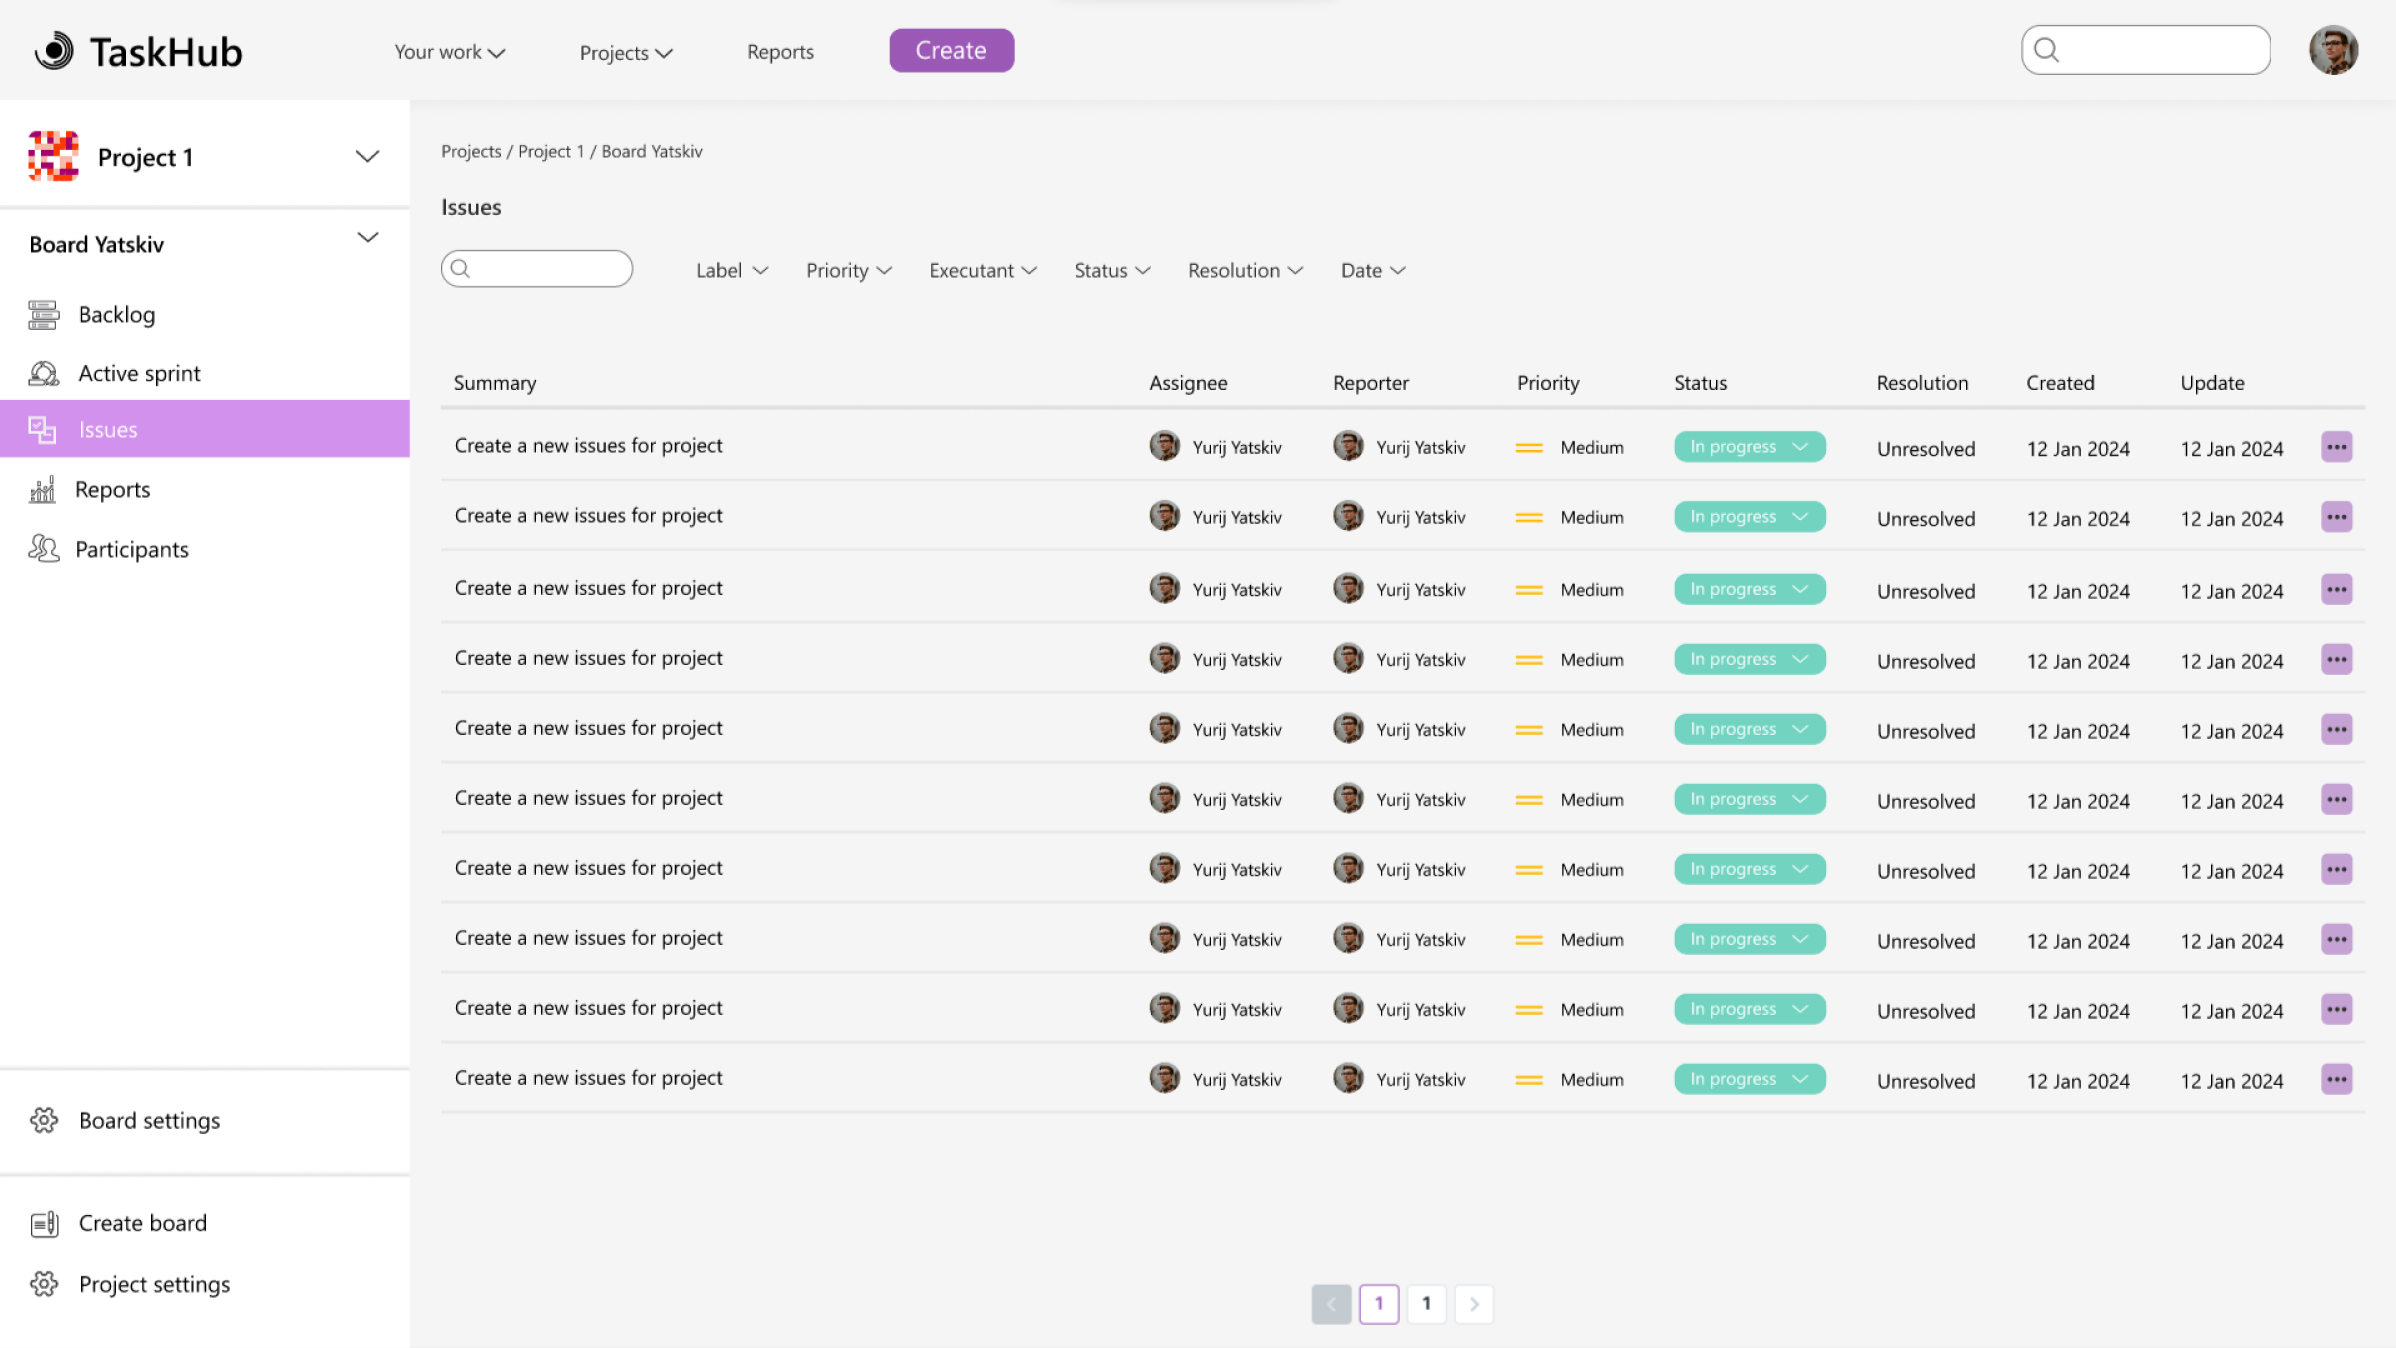 TaskHub
Your work
Projects
Reports
Create
Project 1
Board Yatskiv
Backlog
Active sprint
Issues
Reports
Participants
Board settings
Create board
Project settings
Projects / Project 1 / Board Yatskiv
Issues
Label Priority Executant Status Resolution Date
Summary Assignee Reporter Priority Status Resolution Created Update
Create a new issues for project Yurij Yatskiv Yurij Yatskiv Medium In progress Unresolved 12 Jan 2024 12 Jan 2024
Create a new issues for project Yurij Yatskiv Yurij Yatskiv Medium In progress Unresolved 12 Jan 2024 12 Jan 2024
Create a new issues for project Yurij Yatskiv Yurij Yatskiv Medium In progress Unresolved 12 Jan 2024 12 Jan 2024
Create a new issues for project Yurij Yatskiv Yurij Yatskiv Medium In progress Unresolved 12 Jan 2024 12 Jan 2024
Create a new issues for project Yurij Yatskiv Yurij Yatskiv Medium In progress Unresolved 12 Jan 2024 12 Jan 2024
Create a new issues for project Yurij Yatskiv Yurij Yatskiv Medium In progress Unresolved 12 Jan 2024 12 Jan 2024
Create a new issues for project Yurij Yatskiv Yurij Yatskiv Medium In progress Unresolved 12 Jan 2024 12 Jan 2024
Create a new issues for project Yurij Yatskiv Yurij Yatskiv Medium In progress Unresolved 12 Jan 2024 12 Jan 2024
Create a new issues for project Yurij Yatskiv Yurij Yatskiv Medium In progress Unresolved 12 Jan 2024 12 Jan 2024
Create a new issues for project Yurij Yatskiv Yurij Yatskiv Medium In progress Unresolved 12 Jan 2024 12 Jan 2024
1 1